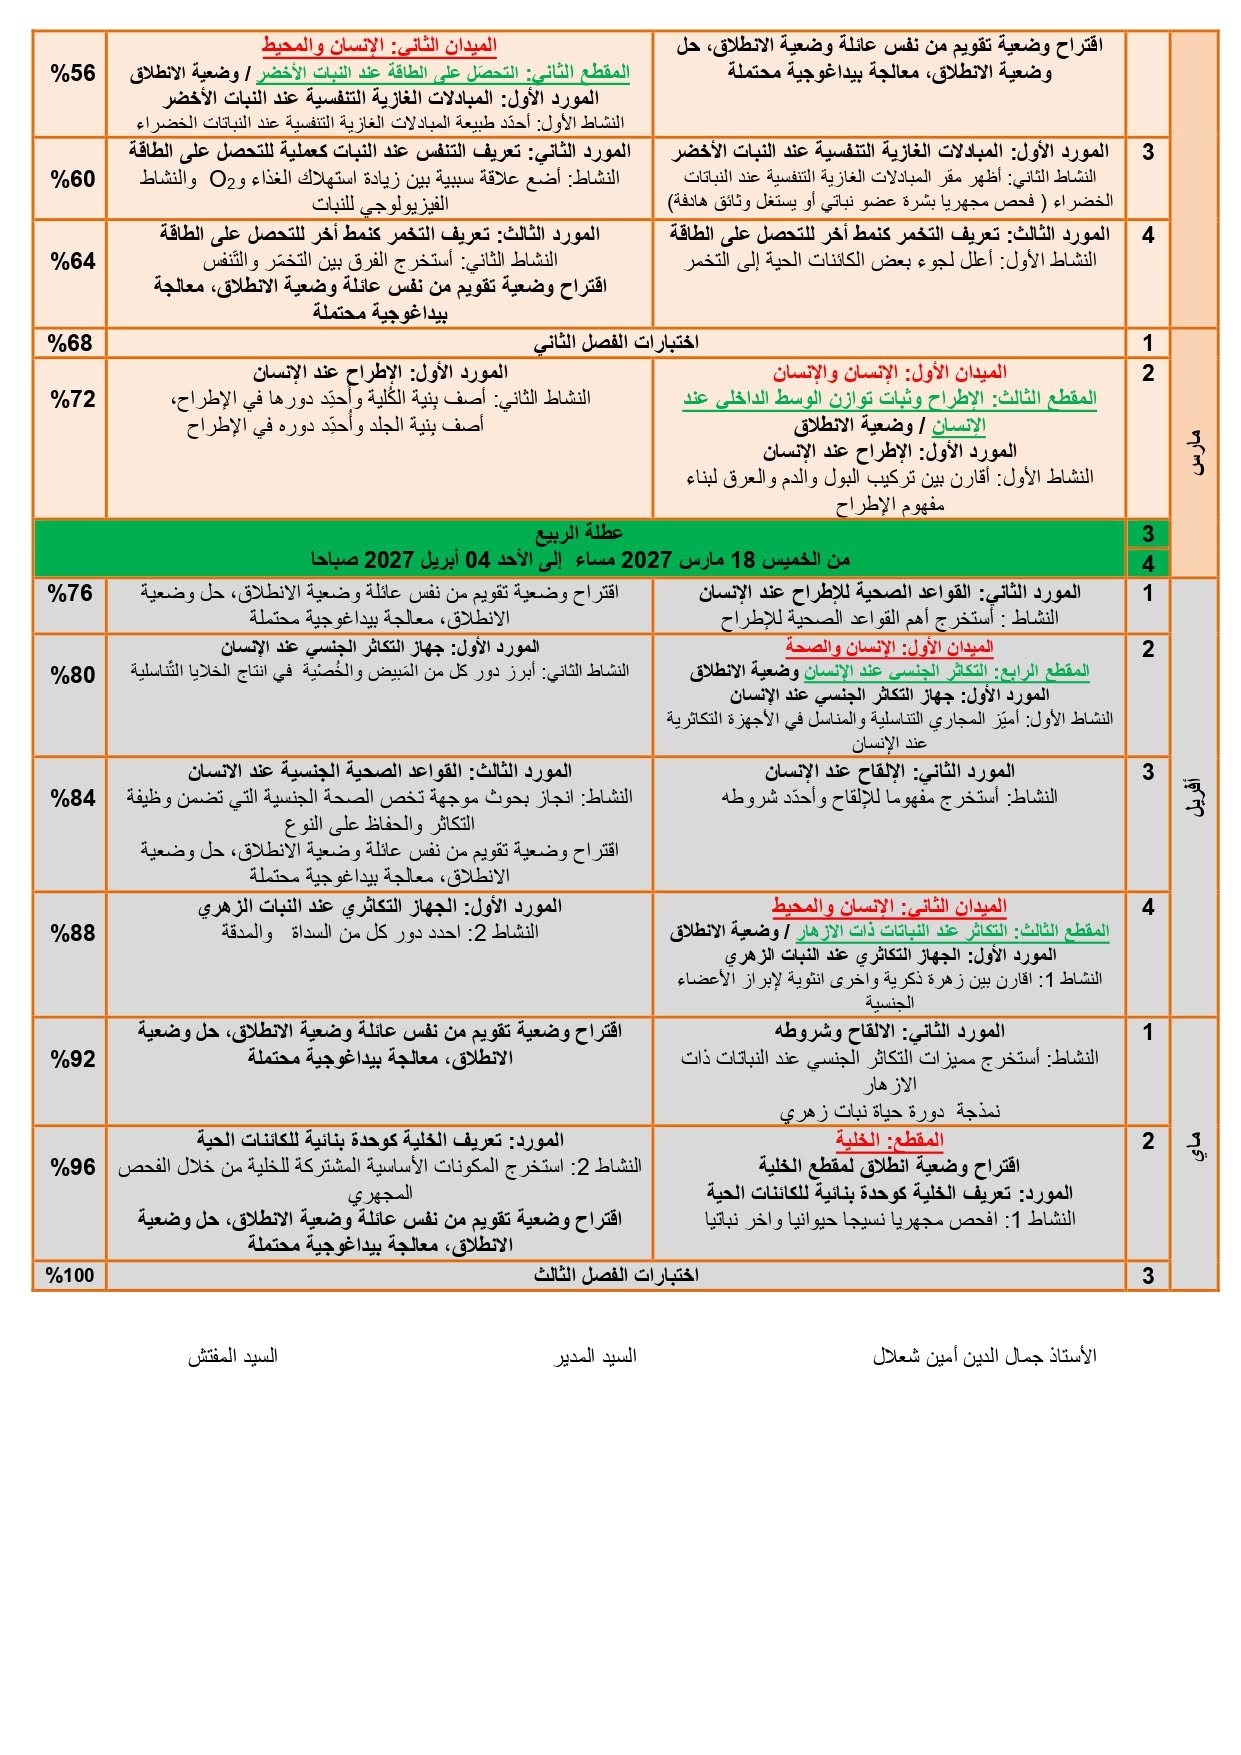 اقتراح وضعية تقويم من نفس عائلة وضعية الانطلاق، حل
وضعية الانطلاق، معالجة بيداغوجية محتملة
الميدان الثاني: الإنسان والمحيط
المقطع الثاني: التحصَل على الطاقة عند النبات الأخضر / وضعية الانطلاق
المورد الأول: المبادلات الغازية التنفسية عند النبات الأخضر
النشاط الأول: أحدّد طبيعة المبادلات الغازية التنفسية عند النباتات الخضراء
%56
3
المورد الأول: المبادلات الغازية التنفسية عند النبات الأخضر
النشاط الثاني: أظهر مقر المبادلات الغازية التنفسية عند النباتات
الخضراء ( فحص مجهريا بشرة عضو نباتي أو يستغل وثائق هادفة)
المورد الثاني: تعريف التنفس عند النبات كعملية للتحصل على الطاقة
النشاط: أضع علاقة سببية بين زيادة استهلاك الغذاء وO₂ والنشاط
الفيزيولوجي للنبات
%60
4
المورد الثالث: تعريف التخمر كنمط أخر للتحصل على الطاقة
النشاط الأول: أعلل لجوء بعض الكائنات الحية إلى التخمر
المورد الثالث: تعريف التخمر كنمط أخر للتحصل على الطاقة
النشاط الثاني: أستخرج الفرق بين التخمّر والتّنفس
اقتراح وضعية تقويم من نفس عائلة وضعية الانطلاق، معالجة
بيداغوجية محتملة
%64
مارس
1
اختبارات الفصل الثاني
%68
2
الميدان الأول: الإنسان والإنسان
المقطع الثالث: الإطراح وثبات توازن الوسط الداخلي عند
الإنسان / وضعية الانطلاق
المورد الأول: الإطراح عند الإنسان
النشاط الأول: أقارن بين تركيب البول والدم والعرق لبناء
مفهوم الإطراح
المورد الأول: الإطراح عند الإنسان
النشاط الثاني: أصف بِنية الكُلية وأُحدِّد دورها في الإطراح،
أصف بِنية الجلد وأُحدِّد دوره في الإطراح
%72
3
عطلة الربيع
4
من الخميس 18 مارس 2027 مساء إلى الأحد 04 أبريل 2027 صباحا
أفريل
1
المورد الثاني: القواعد الصحية للإطراح عند الإنسان
النشاط : أستخرج أهم القواعد الصحية للإطراح
اقتراح وضعية تقويم من نفس عائلة وضعية الانطلاق، حل وضعية
الانطلاق، معالجة بيداغوجية محتملة
%76
2
الميدان الأول: الإنسان والصحة
المقطع الرابع: التكاثر الجنسي عند الإنسان وضعية الانطلاق
المورد الأول: جهاز التكاثر الجنسي عند الإنسان
النشاط الأول: أميّز المجاري التناسلية والمناسل في الأجهزة التكاثرية
عند الإنسان
المورد الأول: جهاز التكاثر الجنسي عند الإنسان
النشاط الثاني: أبرز دور كل من المَبيض والخُصْية في انتاج الخلايا التّناسلية
%80
3
المورد الثاني: الإلقاح عند الإنسان
النشاط: أستخرج مفهوما للإلقاح وأحدّد شروطه
المورد الثالث: القواعد الصحية الجنسية عند الانسان
النشاط: انجاز بحوث موجهة تخص الصحة الجنسية التي تضمن وظيفة
التكاثر والحفاظ على النوع
اقتراح وضعية تقويم من نفس عائلة وضعية الانطلاق، حل وضعية
الانطلاق، معالجة بيداغوجية محتملة
%84
4
الميدان الثاني: الإنسان والمحيط
المقطع الثالث: التكاثر عند النباتات ذات الازهار / وضعية الانطلاق
المورد الأول: الجهاز التكاثري عند النبات الزهري
النشاط 1: اقارن بين زهرة ذكرية واخرى انثوية لإبراز الأعضاء
الجنسية
المورد الأول: الجهاز التكاثري عند النبات الزهري
النشاط 2: احدد دور كل من السداة والمدقة
%88
ماي
1
المورد الثاني: الالقاح وشروطه
النشاط: أستخرج مميزات التكاثر الجنسي عند النباتات ذات
الازهار
نمذجة دورة حياة نبات زهري
اقتراح وضعية تقويم من نفس عائلة وضعية الانطلاق، حل وضعية
الانطلاق، معالجة بيداغوجية محتملة
%92
2
المقطع: الخلية
اقتراح وضعية انطلاق لمقطع الخلية
المورد: تعريف الخلية كوحدة بنائية للكائنات الحية
النشاط 1: افحص مجهريا نسيجا حيوانيا واخر نباتيا
المورد: تعريف الخلية كوحدة بنائية للكائنات الحية
النشاط 2: استخرج المكونات الأساسية المشتركة للخلية من خلال الفحص
المجهري
اقتراح وضعية تقويم من نفس عائلة وضعية الانطلاق، حل وضعية
الانطلاق، معالجة بيداغوجية محتملة
%96
3
اختبارات الفصل الثالث
%100
الأستاذ جمال الدين أمين شعلال
السيد المدير
السيد المفتش